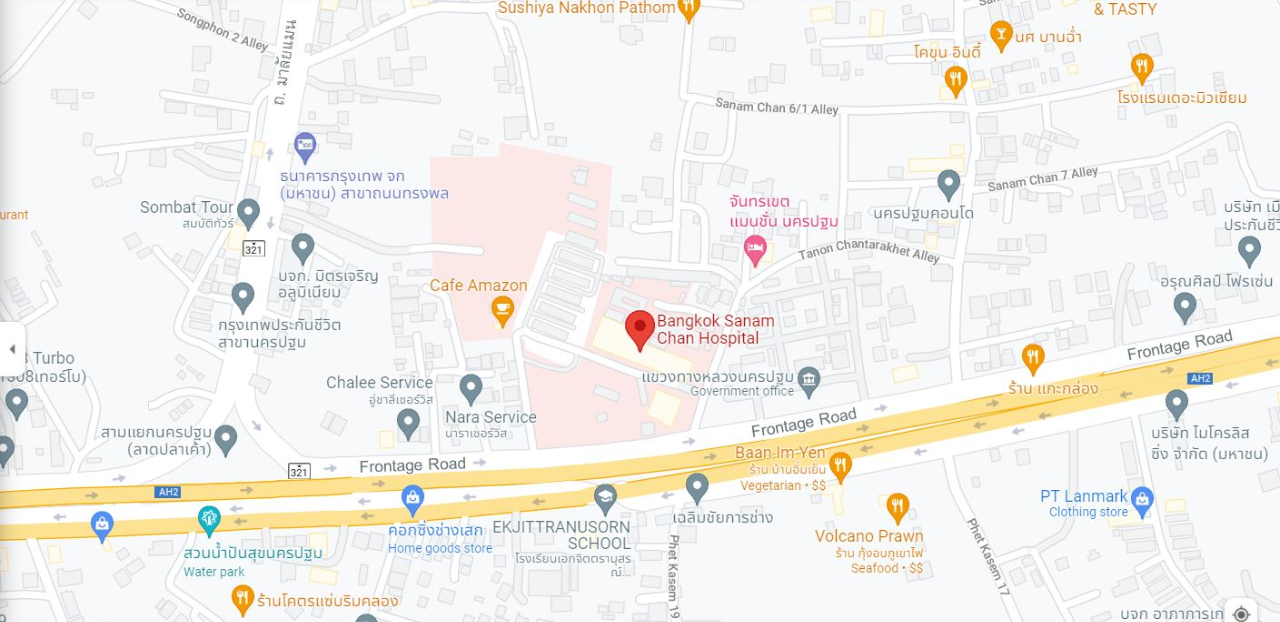 Sushiya Nakhon Pathom
& TASTY
Songphon 2 Alley
ถ. มาลัยแมน
นศ บานฉ่ำ
โคขุน อินดี้
Sanam Chan 6/1 Alley
โรงแรมเดอะมิวเซียม
ธนาคารกรุงเทพ จก
(มหาชน) สาขาถนนทรงพล
Sanam Chan 7 Alley
จันทรเขต
แมนชั่น นครปฐม
นครปฐมคอนโด
urant
Sombat Tour
สมบัติทัวร์
321
Tanon Chantarakhet Alley
บจก. มิตรเจริญ
อลูมิเนียม
Cafe Amazon
อรุณศิลป์ โฟรเซ่น
กรุงเทพประกันชีวิต
สาขานครปฐม
Bangkok Sanam
Chan Hospital
Frontage Road
Turbo
แขวงทางหลวงนครปฐม
Government office
AH2
ร้าน แกะกล่อง
Chalee Service
อู่ชาลีเซอร์วิส
Nara Service
นาราเซอร์วิส
Frontage Road
สามแยกนครปฐม
(ลาดปลาเค้า)
บริษัท ไมโครลิส
ซิ่ง จำกัด (มหาชน)
321
Frontage Road
Baan Im Yen
ร้าน บ้านอิ่มเย็น
Vegetarian • $$
AH2
PT Lanmark
Clothing store
เฉลิมชัยการช่าง
คอกซิ่งช่างเสก
Home goods store
EKJITTRANUSORN
SCHOOL
โรงเรียนเอกจิตตรานุสร
ณ์...
Volcano Prawn
ร้าน กุ้งอบภูเขาไฟ
Seafood • $$
สวนน้ำปันสุขนครปฐม
Water park
Phet Kasem 19
Phet Kasem 17
ร้านโคตรแซ่บริมคลอง